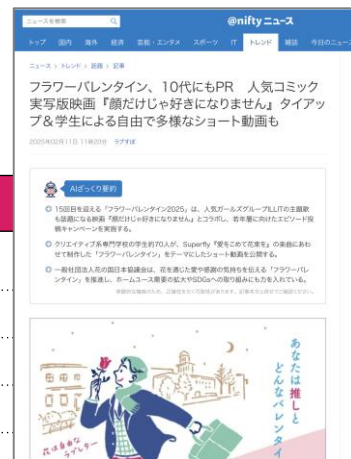 ニュースを検索
@niftyニュース
トップ 国内 海外 経済 芸能・エンタメ スポーツ IT トレンド 雑誌 今日のニュース
ニュース > トレンド > 話題 > 記事
フラワーバレンタイン、10代にもPR 人気コミック
実写版映画『顔だけじゃ好きになりません』タイアッ
プ&学生による自由で多様なショート動画も
2025年02月11日 11時20分 ラブすぽ
AIざっくり要約
15回目を迎える「フラワーバレンタイン2025」は、人気ガールズグループILLITの主題歌
も話題になる映画『顔だけじゃ好きになりません』とコラボし、若年層に向けたエピソード投
稿キャンペーンを実施する。
クリエイティブ系専門学校の学生約70人が、Superfly『愛をこめて花束を』の楽曲にあわ
せて制作した「フラワーバレンタイン」をテーマにしたショート動画を公開する。
一般社団法人花の国日本協議会は、花を通じた愛や感謝の気持ちを伝える「フラワーバレ
ンタイン」を推進し、ホームユース需要の拡大やSDGsへの取り組みにも力を入れている。
あなたは推しと
どんなバレンタイ
花は自由な
ラブレター